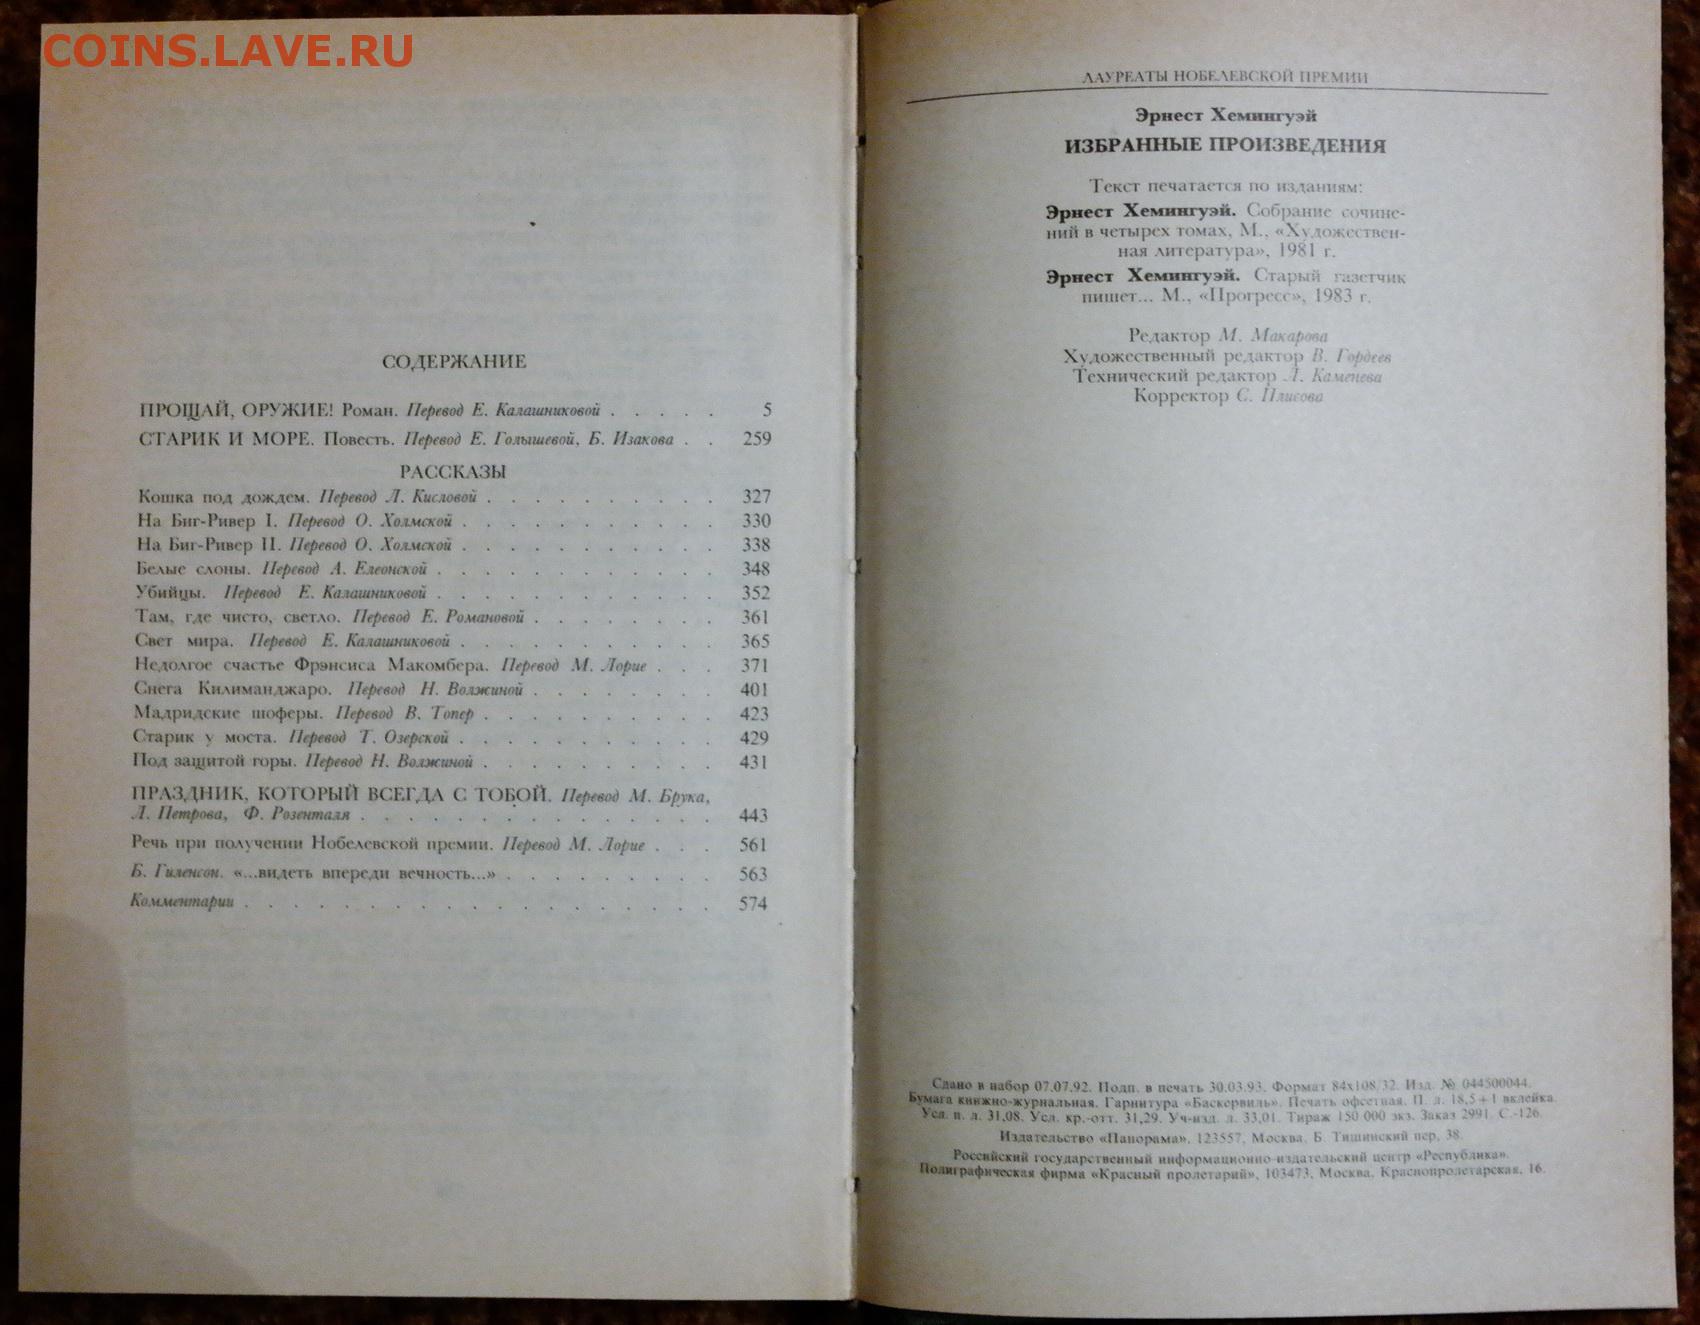 COINS.LAVE.RU
СОДЕРЖАНИЕ
ПРОЩАЙ, ОРУЖИЕ! Роман. Перевод Е. Калашниковой . . . . . 5
СТАРИК И МОРЕ. Повесть. Перевод Е. Голышевой, Б. Изакова . . 259
РАССКАЗЫ
Кошка под дождем. Перевод Л. Кисловой . . . . . . . . . . 327
На Биг-Ривер I. Перевод О. Холмской . . . . . . . . . . . 330
На Биг-Ривер II. Перевод О. Холмской . . . . . . . . . . . 338
Белые слоны. Перевод А. Елеонской . . . . . . . . . . . . 348
Убийцы. Перевод Е. Калашниковой . . . . . . . . . . . . 352
Там, где чисто, светло. Перевод Е. Романовой . . . . . . . . 361
Свет мира. Перевод Е. Калашниковой . . . . . . . . . . . 365
Недолгое счастье Фрэнсиса Макомбера. Перевод М. Лорие . . . 371
Снега Килиманджаро. Перевод Н. Волжиной . . . . . . . . 401
Мадридские шоферы. Перевод В. Топер . . . . . . . . . . 423
Старик у моста. Перевод Т. Озерской . . . . . . . . . . . 429
Под защитой горы. Перевод Н. Волжиной . . . . . . . . . . 431
ПРАЗДНИК, КОТОРЫЙ ВСЕГДА С ТОБОЙ. Перевод М. Брука,
Л. Петрова, Ф. Розенталя . . . . . . . . . . . . . . . 443
Речь при получении Нобелевской премии. Перевод М. Лорие . . . 561
Б. Гиленсон. «...видеть впереди вечность...» . . . . . . . . . 563
Комментарии . . . . . . . . . . . . . . . . . . . . 574
ЛАУРЕАТЫ НОБЕЛЕВСКОЙ ПРЕМИИ
Эрнест Хемингуэй
ИЗБРАННЫЕ ПРОИЗВЕДЕНИЯ
Текст печатается по изданиям:
Эрнест Хемингуэй. Собрание сочине-
ний в четырех томах, М., «Художествен-
ная литература», 1981 г.
Эрнест Хемингуэй. Старый газетчик
пишет... М., «Прогресс», 1983 г.
Редактор М. Макарова
Художественный редактор В. Гордеев
Технический редактор Л. Каменева
Корректор С. Плисова
Сдано в набор 07.07.92. Подп. в печать 30.03.93. Формат 84х108/32. Изд. № 044500044.
Бумага книжно-журнальная. Гарнитура «Баскервиль». Печать офсетная. П. л. 18,5+1 вклейка.
Усл. п. л. 31,08. Усл. кр.-отт. 31,29. Уч-изд. л. 33,01. Тираж 150 000 экз. Заказ 2991. С.-126.
Издательство «Панорама». 123557, Москва, Б. Тишинский пер, 38.
Российский государственный информационно-издательский центр «Республика».
Полиграфическая фирма «Красный пролетарий», 103473, Москва, Краснопролетарская, 16.